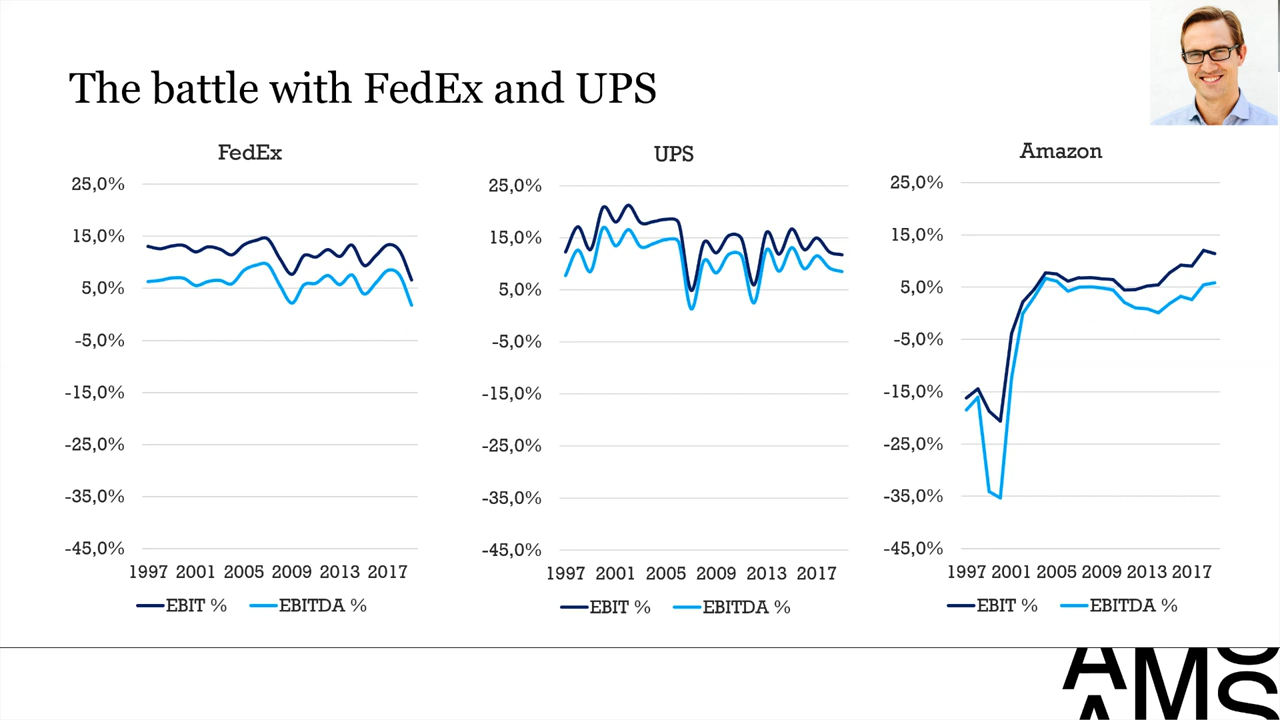 The battle with FedEx and UPS
FedEx
25,0%
15,0%
5,0%
-5,0%
-15,0%
-25,0%
-35,0%
-45,0%
1997 2001 2005 2009 2013 2017
EBIT % EBITDA %
UPS
25,0%
15,0%
5,0%
-5,0%
-15,0%
-25,0%
-35,0%
-45,0%
1997 2001 2005 2009 2013 2017
EBIT % EBITDA %
Amazon
25,0%
15,0%
5,0%
-5,0%
-15,0%
-25,0%
-35,0%
-45,0%
1997 2001 2005 2009 2013 2017
EBIT % EBITDA %
AMS